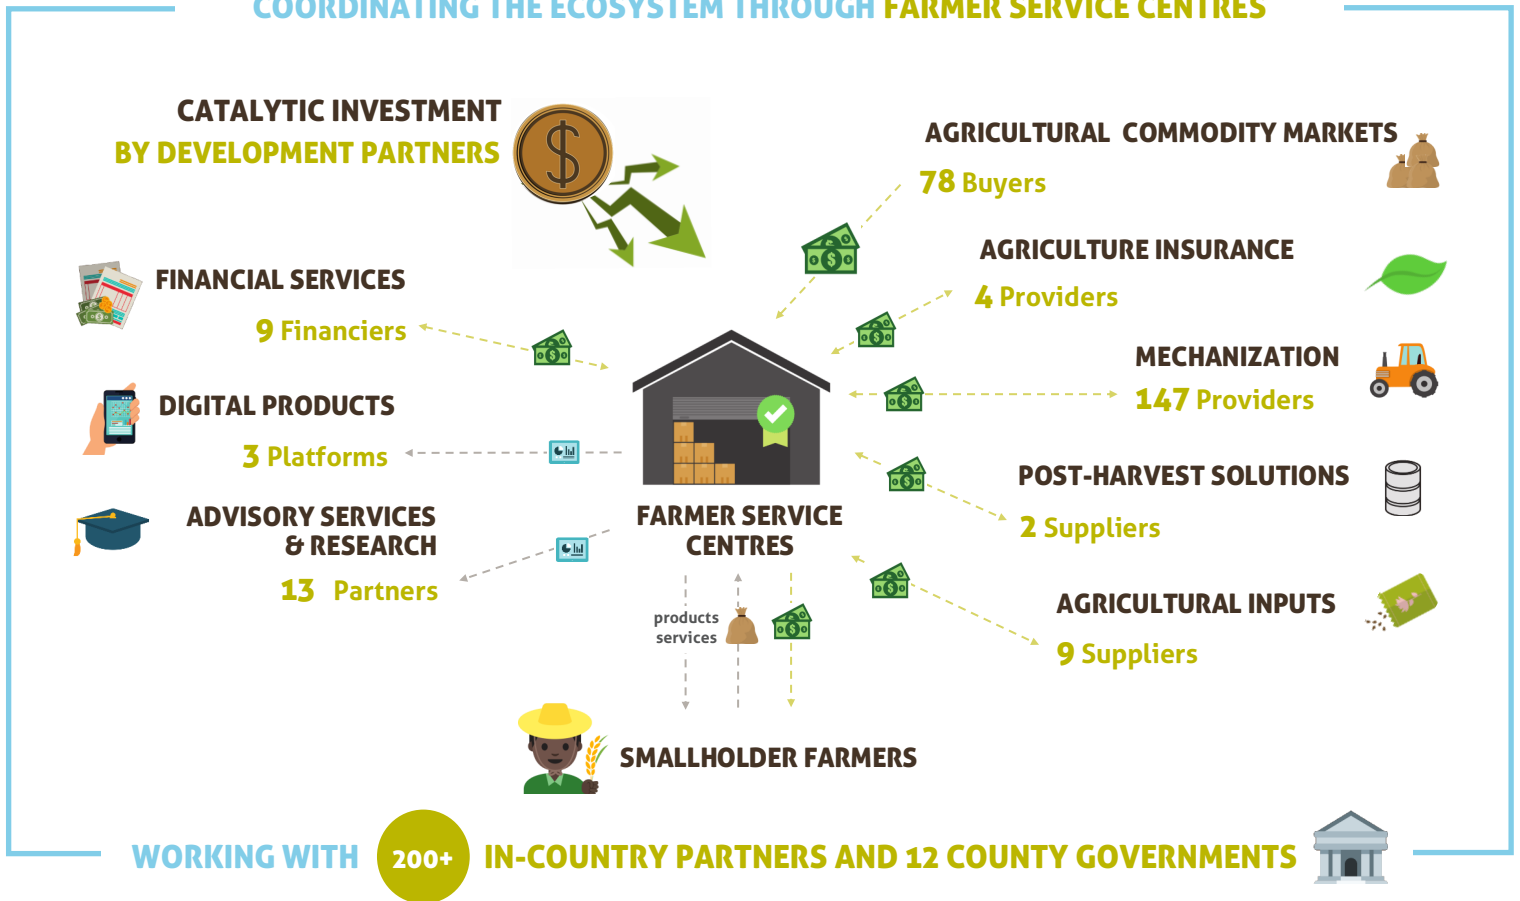 COORDINATING THE ECOSYSTEM THROUGH FARMER SERVICE CENTRES
CATALYTIC INVESTMENT
BY DEVELOPMENT PARTNERS
FINANCIAL SERVICES
9 Financiers
DIGITAL PRODUCTS
3 Platforms
ADVISORY SERVICES
& RESEARCH
13 Partners
AGRICULTURAL COMMODITY MARKETS
78 Buyers
AGRICULTURE INSURANCE
4 Providers
MECHANIZATION
147 Providers
POST-HARVEST SOLUTIONS
2 Suppliers
AGRICULTURAL INPUTS
9 Suppliers
FARMER SERVICE
CENTRES
products
services
SMALLHOLDER FARMERS
WORKING WITH 200+ IN-COUNTRY PARTNERS AND 12 COUNTY GOVERNMENTS